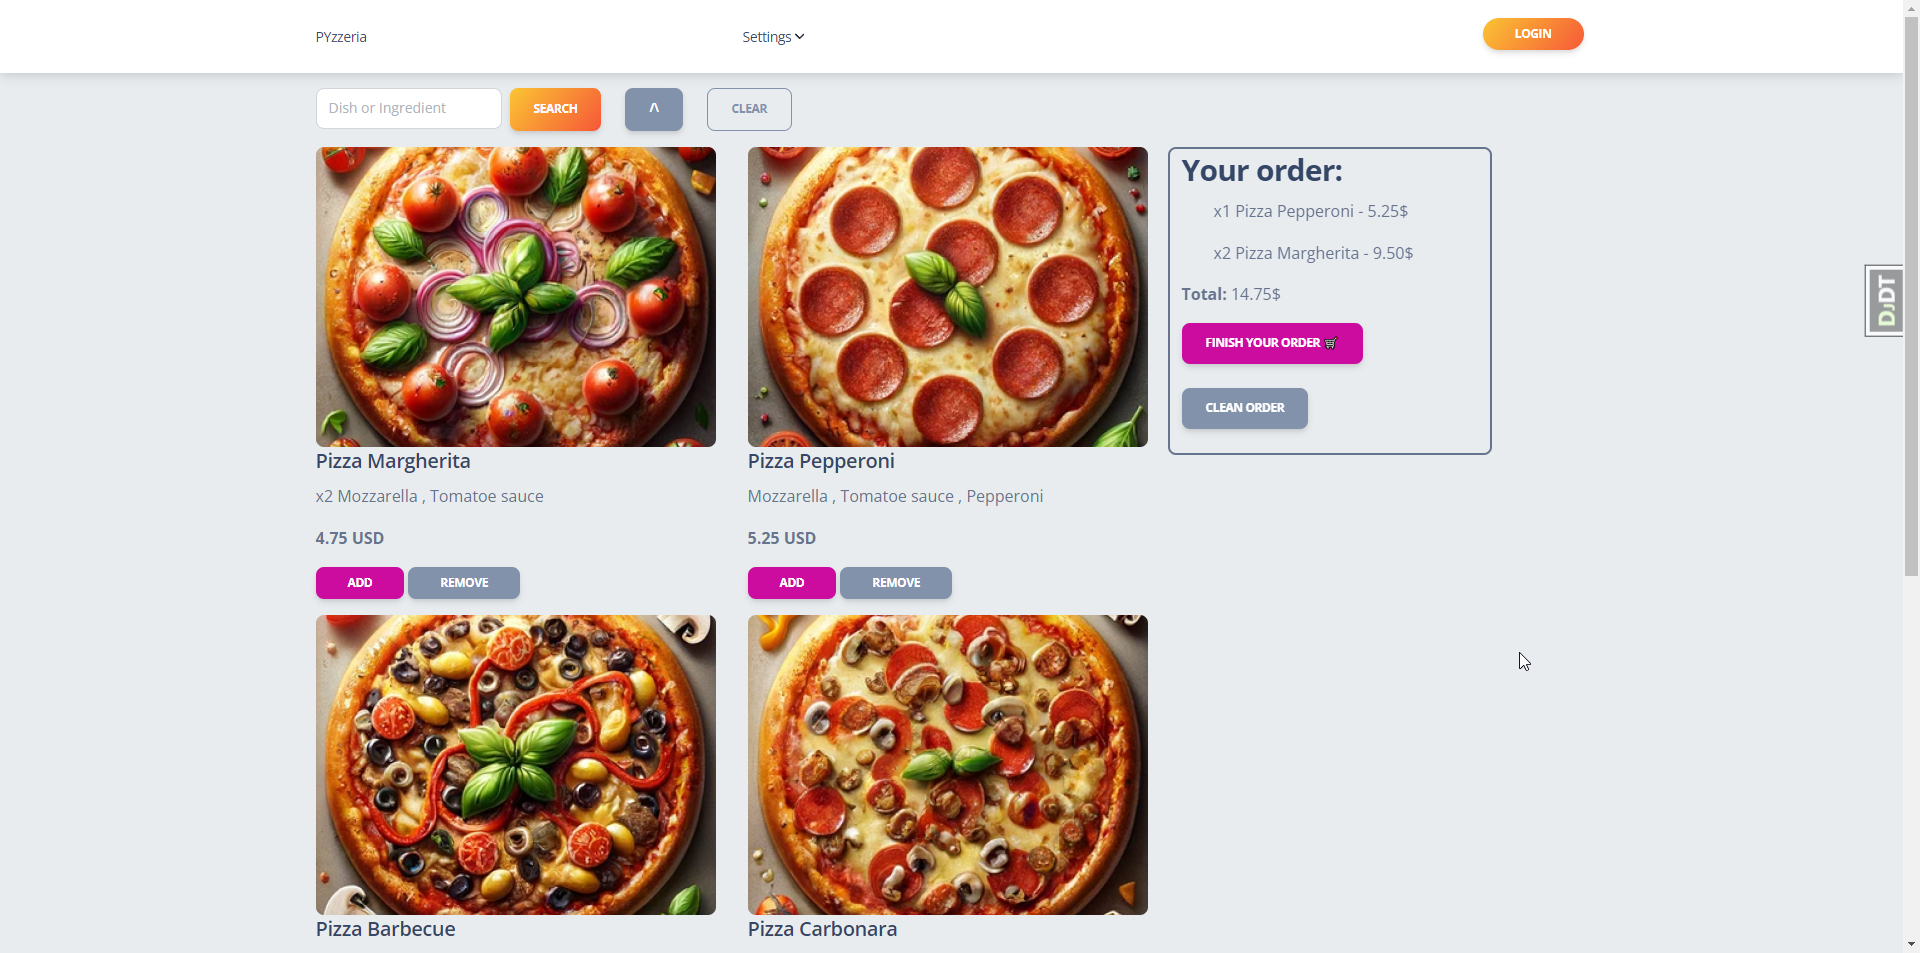 PYzzeria
Settings
LOGIN
Dish or Ingredient
SEARCH
^
CLEAR
Your order:
x1 Pizza Pepperoni - 5.25$
x2 Pizza Margherita - 9.50$
Total: 14.75$
FINISH YOUR ORDER 🛒
CLEAN ORDER
DJDT
Pizza Margherita
x2 Mozzarella , Tomatoe sauce
4.75 USD
ADD
REMOVE
Pizza Pepperoni
Mozzarella , Tomatoe sauce , Pepperoni
5.25 USD
ADD
REMOVE
Pizza Barbecue
Pizza Carbonara